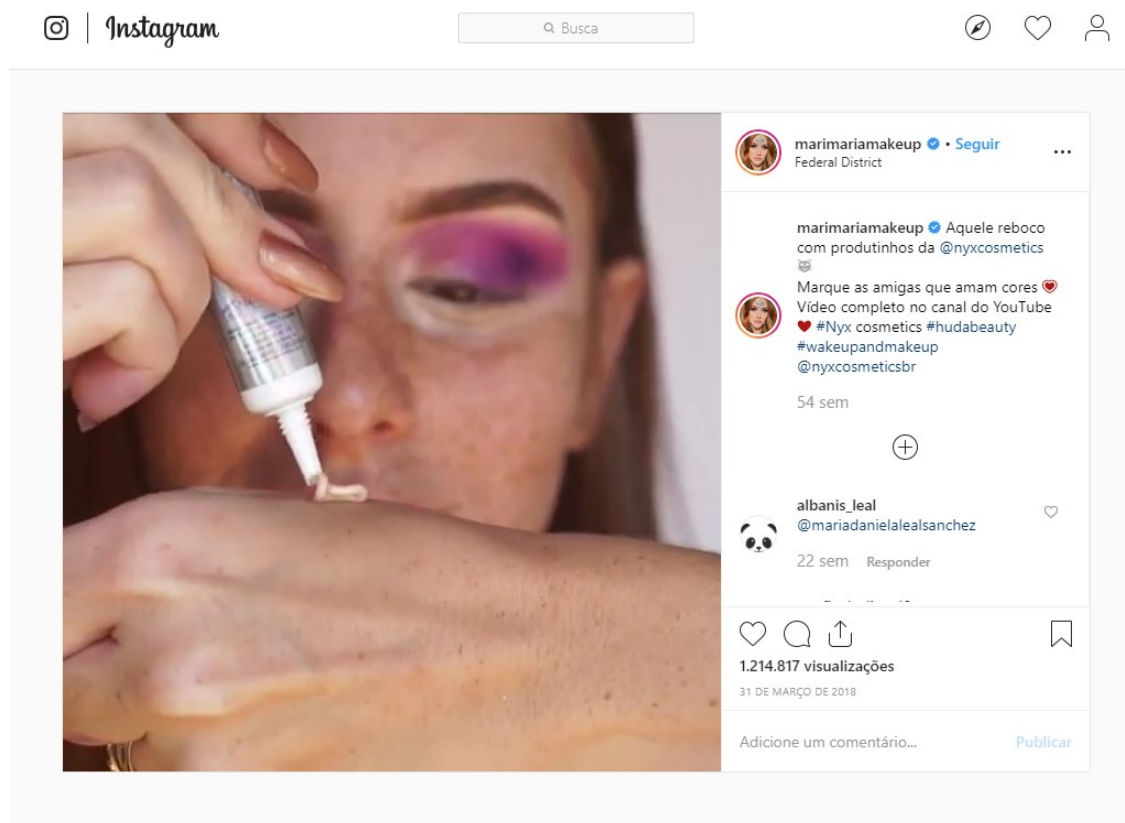 Instagram
Busca
marimariamakeup • Seguir
Federal District
marimariamakeup Aquele reboco
com produtinhos da @nyxcosmetics
Marque as amigas que amam cores
Vídeo completo no canal do YouTube
#Nyx cosmetics #hudabeauty
#wakeupandmakeup
@nyxcosmeticsbr
54 sem
albanis_leal
@mariadanielalealsanchez
22 sem Responder
1.214.817 visualizações
31 DE MARÇO DE 2018
Adicione um comentário... Publicar